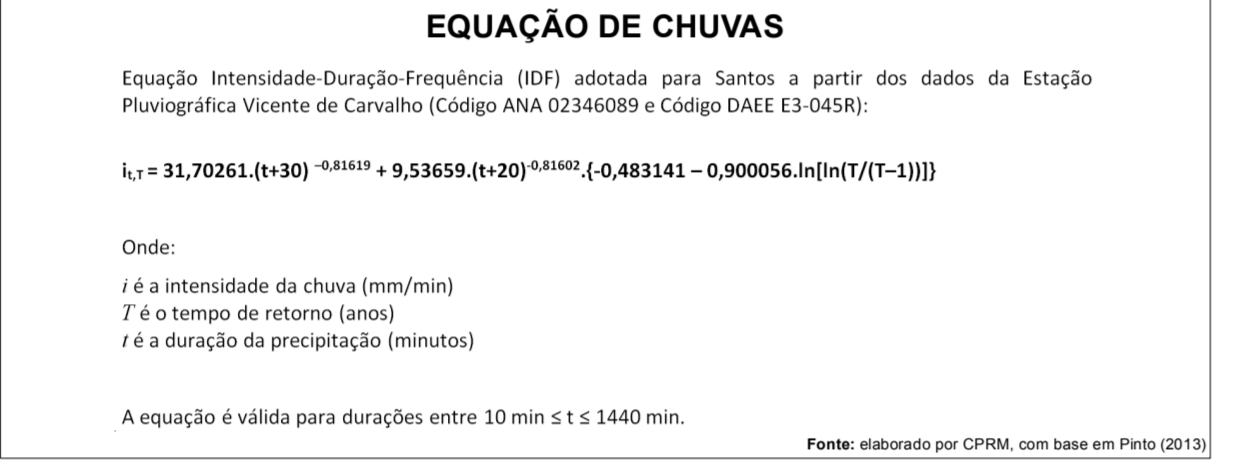 EQUAÇÃO DE CHUVAS
Equação Intensidade-Duração-Frequência (IDF) adotada para Santos a partir dos dados da Estação
Pluviográfica Vicente de Carvalho (Código ANA 02346089 e Código DAEE E3-045R):
i_t,T = 31,70261.(t+30) ^–0,81619 + 9,53659.(t+20)^-0,81602.{-0,483141 – 0,900056.ln[ln(T/(T–1))]}
Onde:
i é a intensidade da chuva (mm/min)
T é o tempo de retorno (anos)
t é a duração da precipitação (minutos)
A equação é válida para durações entre 10 min ≤ t ≤ 1440 min.
Fonte: elaborado por CPRM, com base em Pinto (2013)